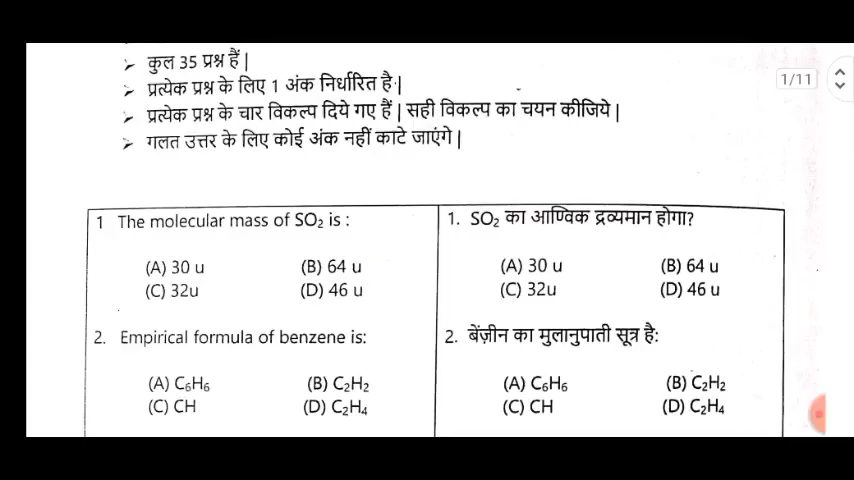 ➢ कुल 35 प्रश्न हैं |
➢ प्रत्येक प्रश्न के लिए 1 अंक निर्धारित है |
➢ प्रत्येक प्रश्न के चार विकल्प दिये गए हैं | सही विकल्प का चयन कीजिये |
➢ गलत उत्तर के लिए कोई अंक नहीं काटे जाएंगे |
1/11
1 The molecular mass of SO₂ is :
(A) 30 u (B) 64 u
(C) 32u (D) 46 u
2. Empirical formula of benzene is:
(A) C₆H₆ (B) C₂H₂
(C) CH (D) C₂H₄
1. SO₂ का आण्विक द्रव्यमान होगा?
(A) 30 u (B) 64 u
(C) 32u (D) 46 u
2. बेंज़ीन का मुलानुपाती सूत्र है:
(A) C₆H₆ (B) C₂H₂
(C) CH (D) C₂H₄